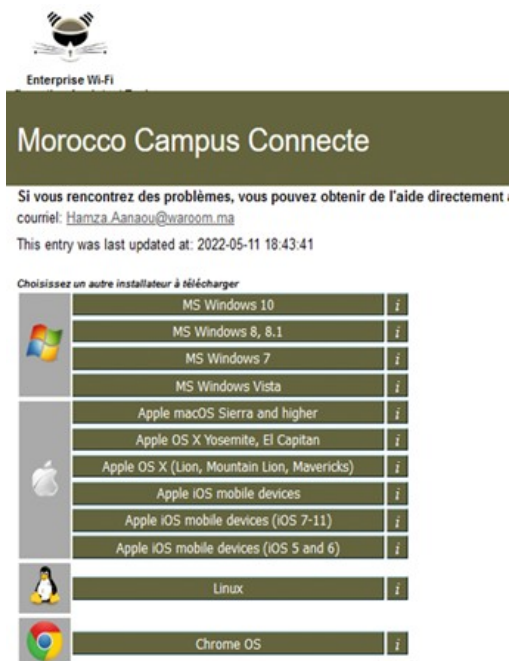 Enterprise Wi-Fi
Morocco Campus Connecte
Si vous rencontrez des problèmes, vous pouvez obtenir de l'aide directement
courriel: Hamza.Aanaou@waroom.ma
This entry was last updated at: 2022-05-11 18:43:41
Choisissez un autre installateur à télécharger
MS Windows 10 i
MS Windows 8, 8.1 i
MS Windows 7 i
MS Windows Vista i
Apple macOS Sierra and higher i
Apple OS X Yosemite, El Capitan i
Apple OS X (Lion, Mountain Lion, Mavericks) i
Apple iOS mobile devices i
Apple iOS mobile devices (iOS 7-11) i
Apple iOS mobile devices (iOS 5 and 6) i
Linux i
Chrome OS i